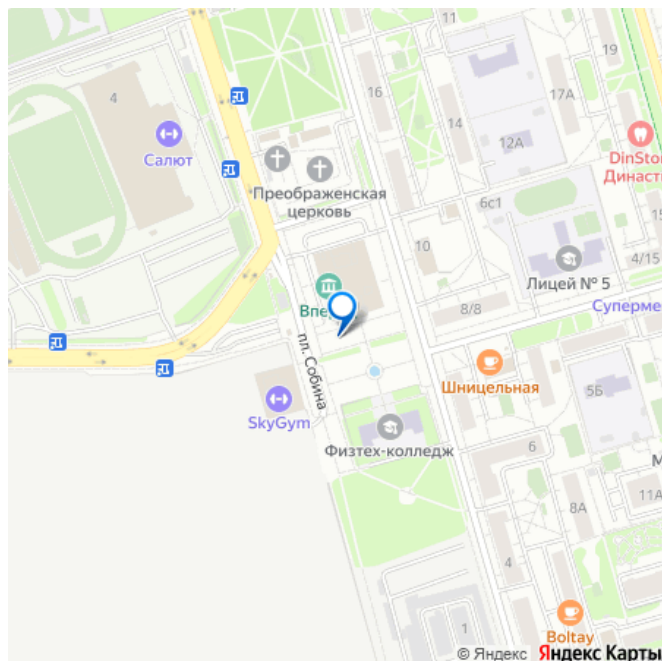 11
19
4
16
17А
14
12А
Салют
DinSto
Династ
Преображенская
церковь
6с1
15
10
4/15
Лицей № 5
Впе
8/8
Суперме
пл. Собина
Шницельная
5Б
SkyGym
Физтех-колледж
6
М
11А
8А
4
1
Boltay
© Яндекс Яндекс Карты